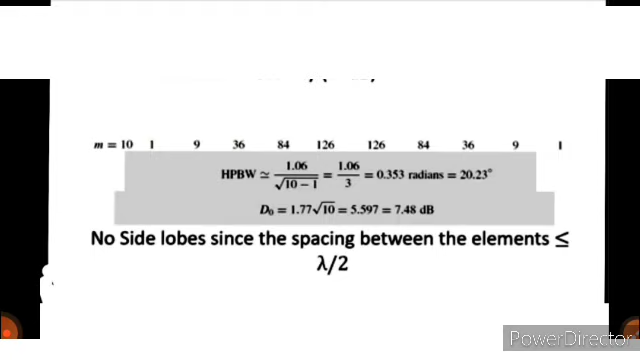 m = 10 1 9 36 84 126 126 84 36 9 1
HPBW ≃ 1.06/√(10 − 1) = 1.06/3 = 0.353 radians = 20.23°
D₀ = 1.77√10 = 5.597 = 7.48 dB
No Side lobes since the spacing between the elements ≤
λ/2
PowerDirector